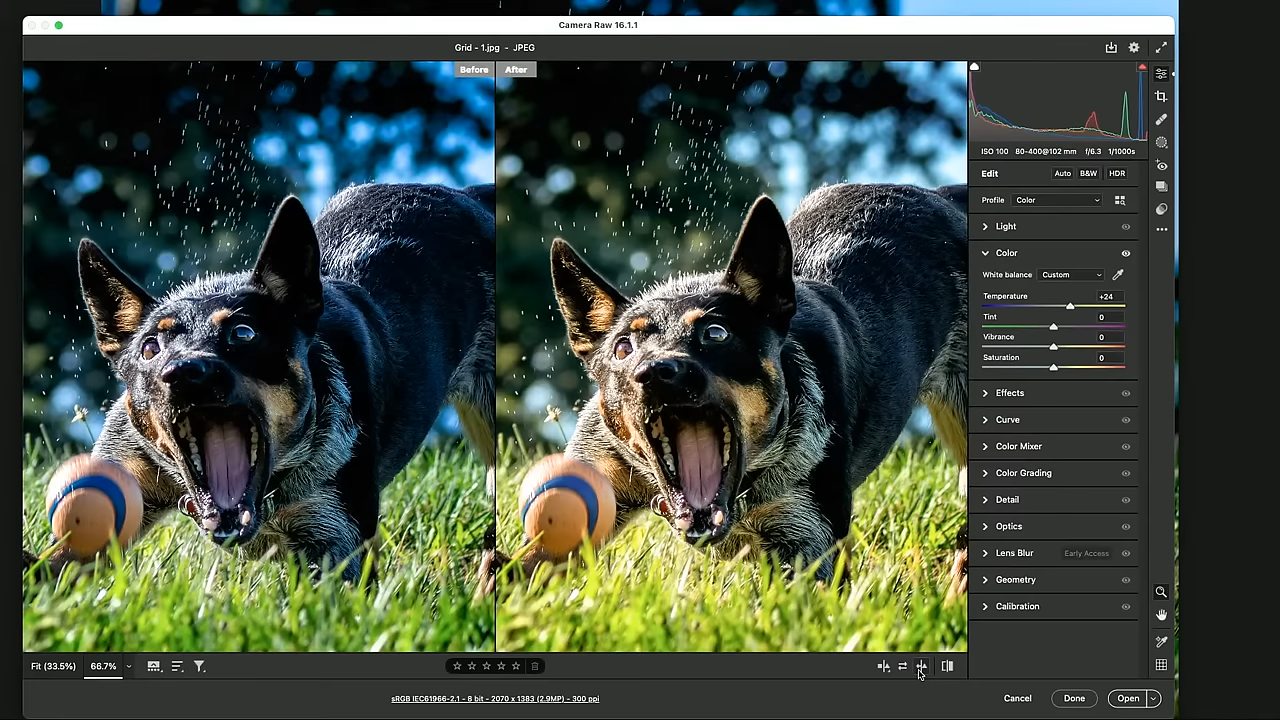 Camera Raw 16.1.1
Grid - 1.jpg - JPEG
Before
After
ISO 100 80-400@102 mm f/6.3 1/1000s
Edit Auto B&W HDR
Profile Color
Light
Color
White balance Custom
Temperature +24
Tint 0
Vibrance 0
Saturation 0
Effects
Curve
Color Mixer
Color Grading
Detail
Optics
Lens Blur Early Access
Geometry
Calibration
Fit (33.5%) 66.7%
sRGB IEC61966-2.1 - 8 bit - 2070 x 1383 (2.9MP) - 300 ppi
Cancel Done Open